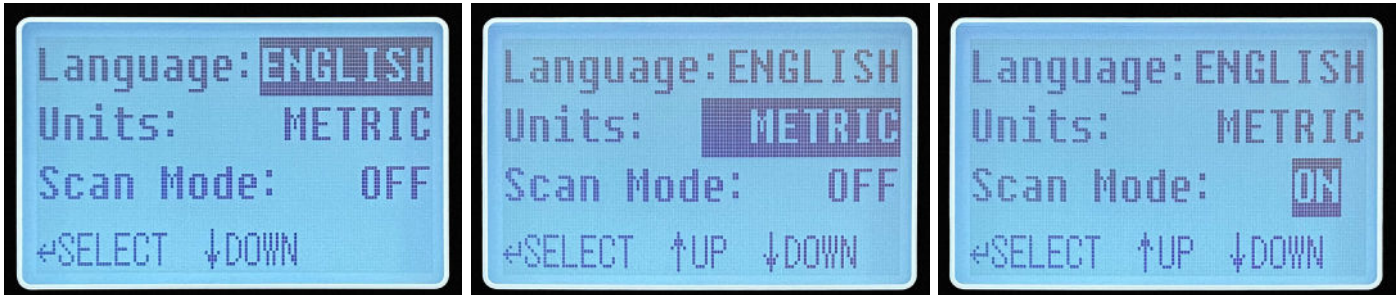 Language: ENGLISH
Units: METRIC
Scan Mode: OFF
↵SELECT ↓DOWN
Language: ENGLISH
Units: METRIC
Scan Mode: OFF
↵SELECT ↑UP ↓DOWN
Language: ENGLISH
Units: METRIC
Scan Mode: ON
↵SELECT ↑UP ↓DOWN